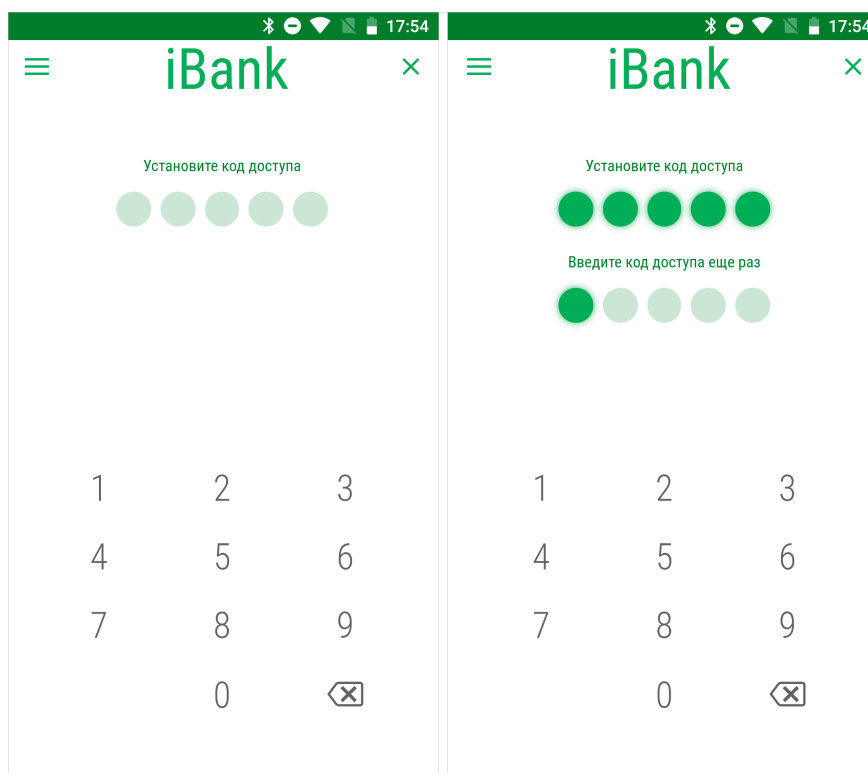 17:54
iBank
Установите код доступа
1 2 3
4 5 6
7 8 9
0
17:54
iBank
Установите код доступа
Введите код доступа еще раз
1 2 3
4 5 6
7 8 9
0